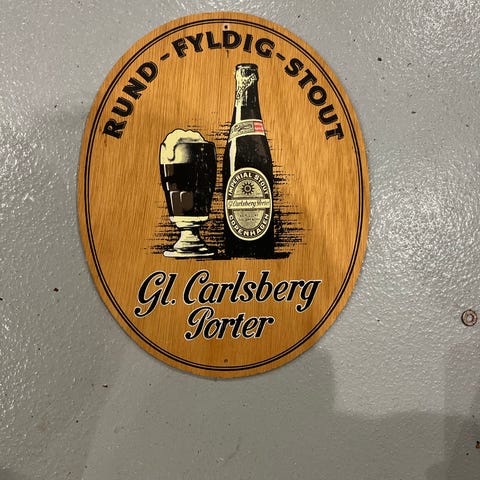 RUND-FYLDIG-STOUT
IMPERIAL STOUT
Gl. Carlsberg Porter
COPENHAGEN
Gl. Carlsberg
Porter